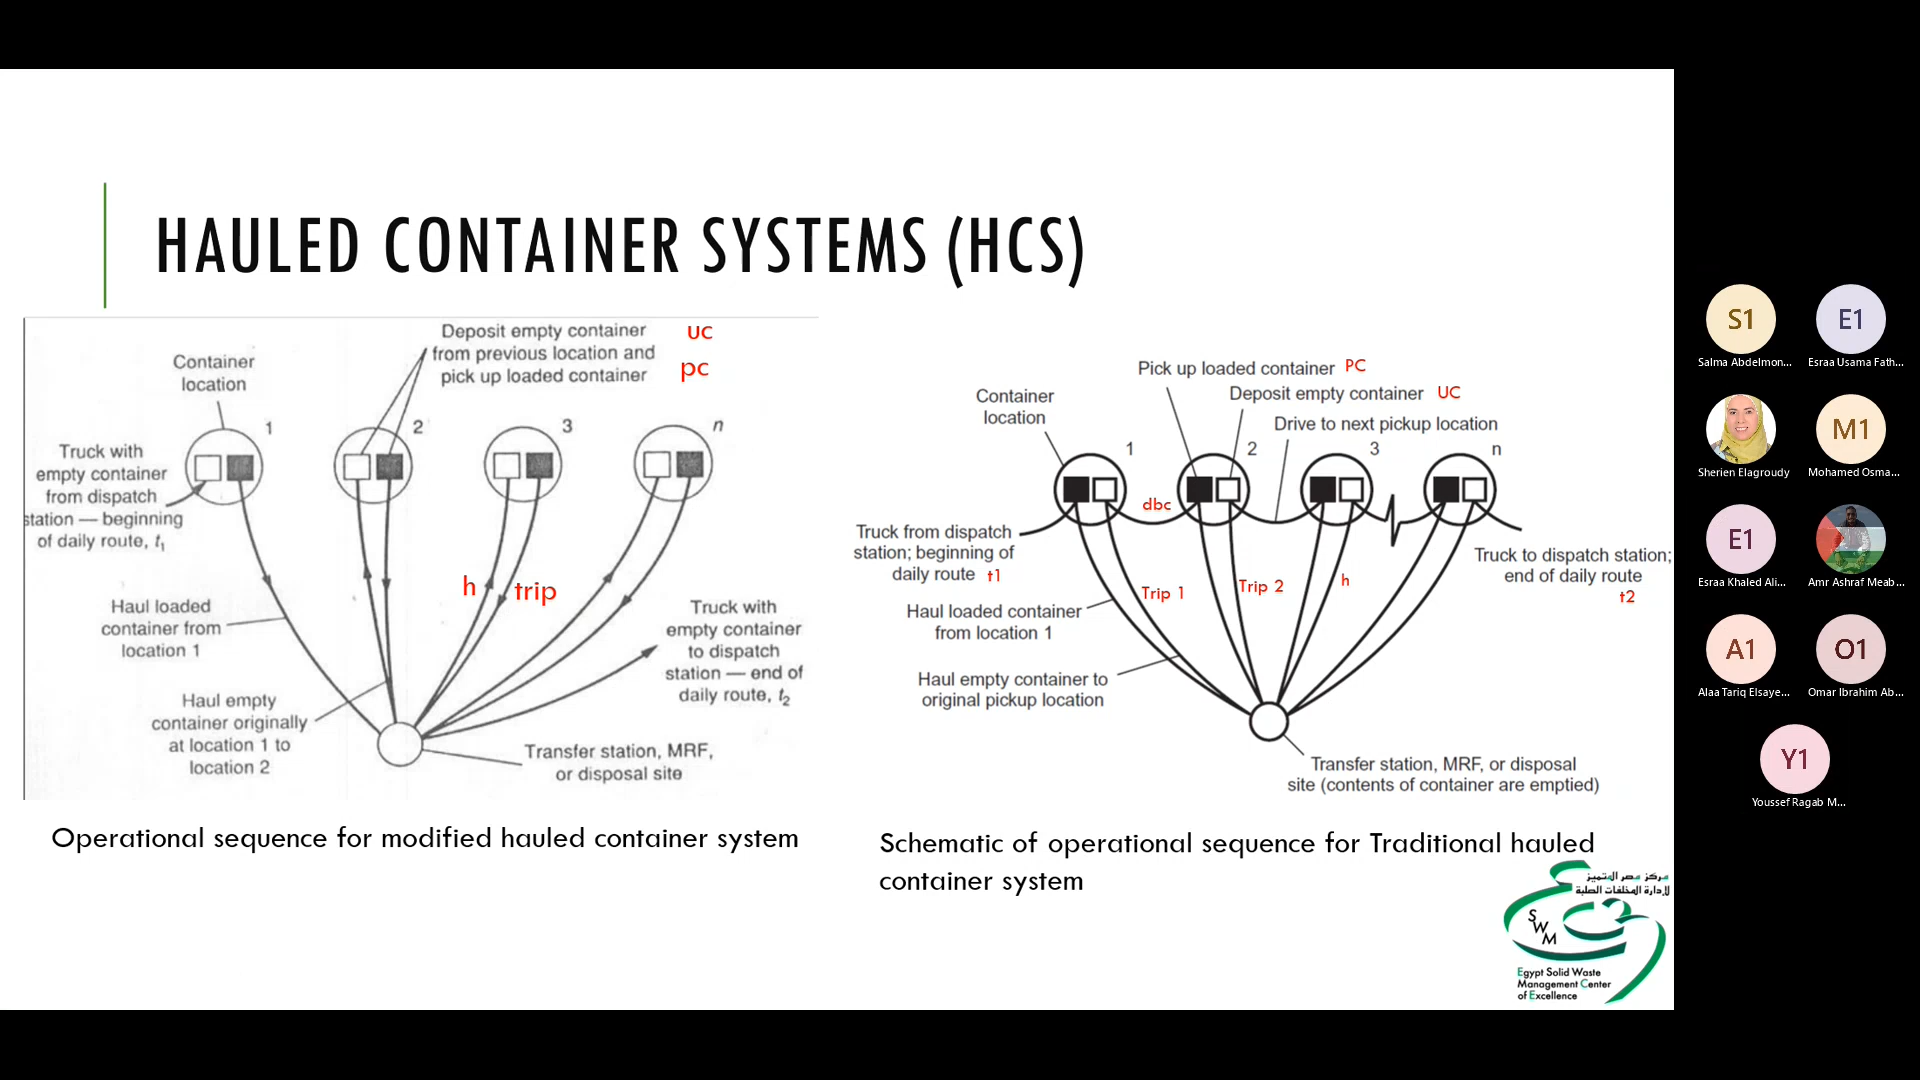 HAULED CONTAINER SYSTEMS (HCS)
Deposit empty container
from previous location and
pick up loaded container
uc
pc
Container
location
1
2
3
n
Truck with
empty container
from dispatch
station — beginning
of daily route, t1
h
trip
Haul loaded
container from
location 1
Truck with
empty container
to dispatch
station — end of
daily route, t2
Haul empty
container originally
at location 1 to
location 2
Transfer station, MRF,
or disposal site
Operational sequence for modified hauled container system
Pick up loaded container PC
Deposit empty container UC
Drive to next pickup location
Container
location
1
2
3
n
dbc
Truck from dispatch
station; beginning of
daily route t1
Truck to dispatch station;
end of daily route
t2
Trip 1
Trip 2
h
Haul loaded container
from location 1
Haul empty container to
original pickup location
Transfer station, MRF, or disposal
site (contents of container are emptied)
Schematic of operational sequence for Traditional hauled
container system
مركز مصر المتميز
لإدارة المخلفات الصلبة
SWM
Egypt Solid Waste
Management Center
of Excellence
S1
E1
Salma Abdelmon...
Esraa Usama Fath...
M1
Sherien Elagroudy
Mohamed Osma...
E1
Esraa Khaled Ali...
Amr Ashraf Meab...
A1
O1
Alaa Tariq Elsaye...
Omar Ibrahim Ab...
Y1
Youssef Ragab M...